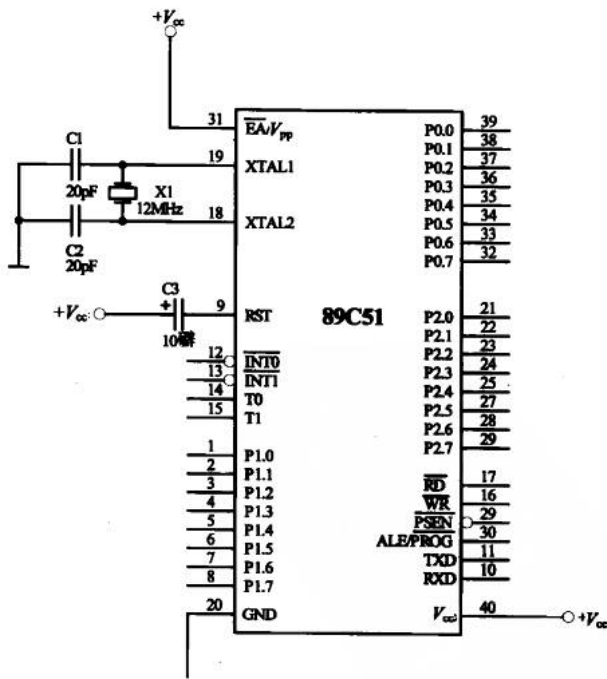 +Vcc
31 EA/Vpp
C1
19 XTAL1
20pF
X1
12MHz
18 XTAL2
C2
20pF
+Vcc
C3
+
9 RST
12 INT0
13 INT1
14 T0
15 T1
1 P1.0
2 P1.1
3 P1.2
4 P1.3
5 P1.4
6 P1.5
7 P1.6
8 P1.7
20 GND
89C51
P0.0 39
P0.1 38
P0.2 37
P0.3 36
P0.4 35
P0.5 34
P0.6 33
P0.7 32
P2.0 21
P2.1 22
P2.2 23
P2.3 24
P2.4 25
P2.5 27
P2.6 28
P2.7 29
RD 17
WR 16
PSEN 29
ALE/PROG 30
TXD 11
RXD 10
Vcc 40
+Vcc